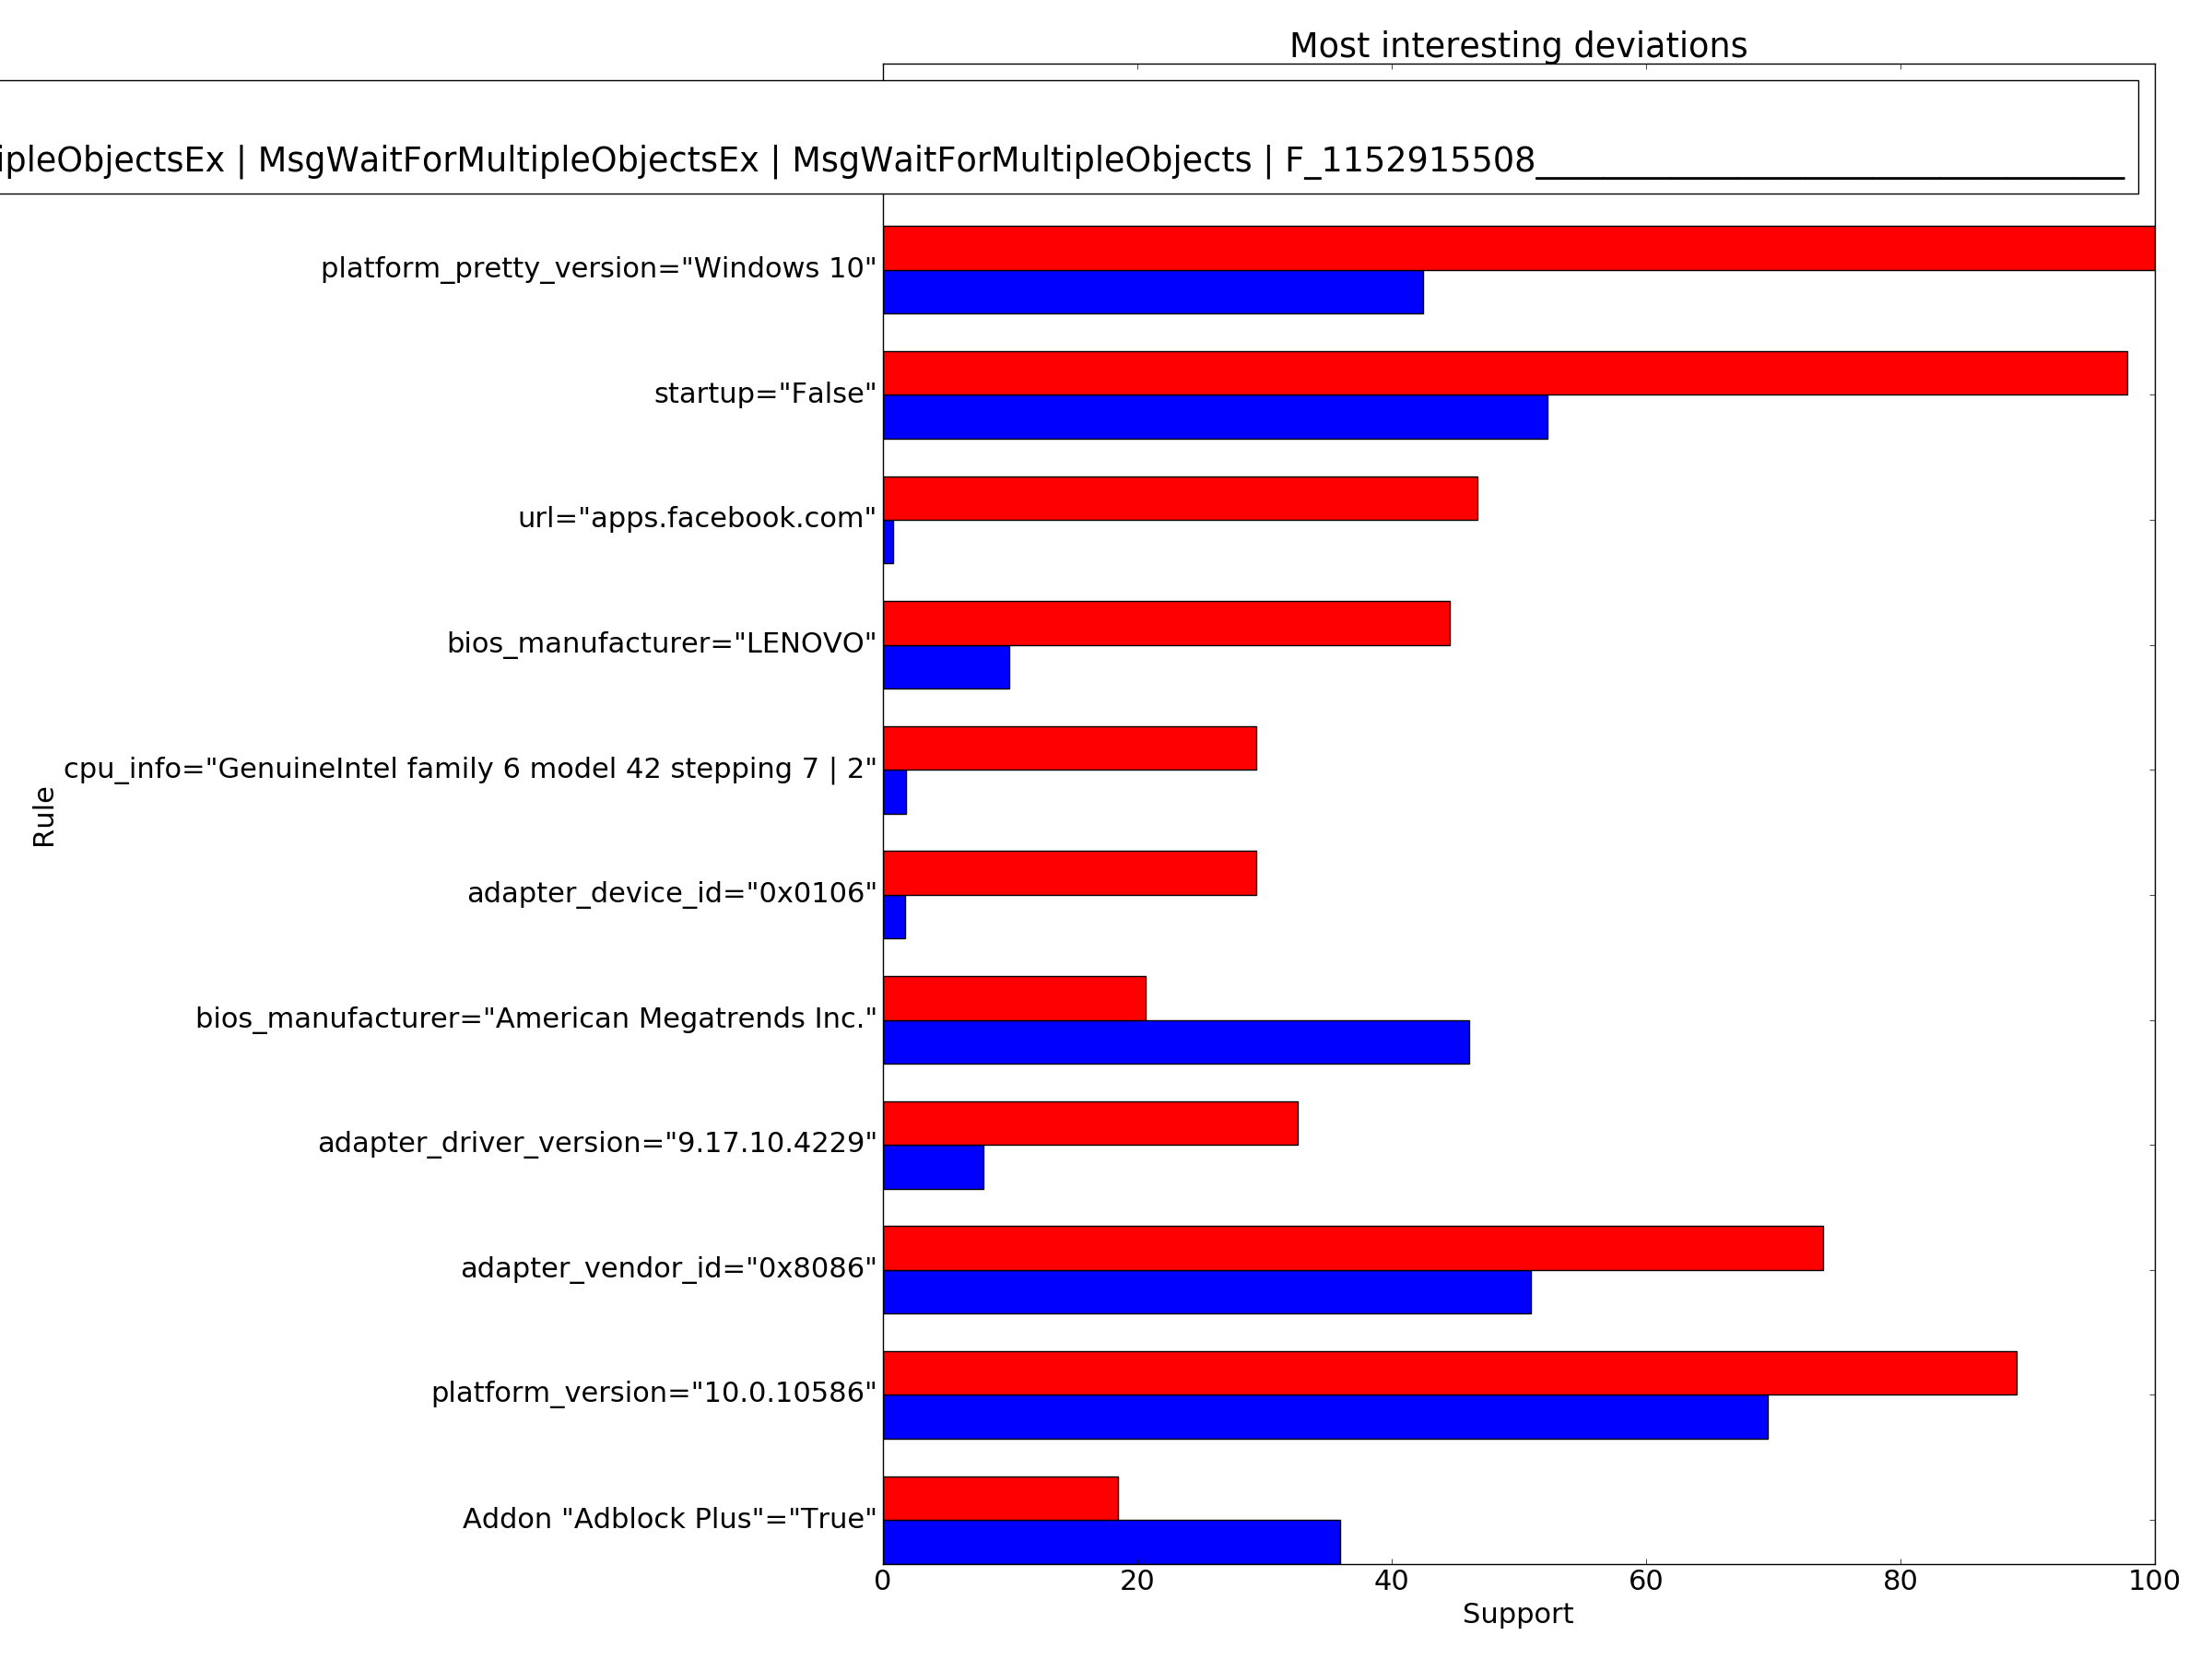 Most interesting deviations
ipleObjectsEx | MsgWaitForMultipleObjectsEx | MsgWaitForMultipleObjects | F_1152915508___________________________________
platform_pretty_version="Windows 10"
startup="False"
url="apps.facebook.com"
bios_manufacturer="LENOVO"
cpu_info="GenuineIntel family 6 model 42 stepping 7 | 2"
Rule
adapter_device_id="0x0106"
bios_manufacturer="American Megatrends Inc."
adapter_driver_version="9.17.10.4229"
adapter_vendor_id="0x8086"
platform_version="10.0.10586"
Addon "Adblock Plus"="True"
0 20 40 60 80 100
Support